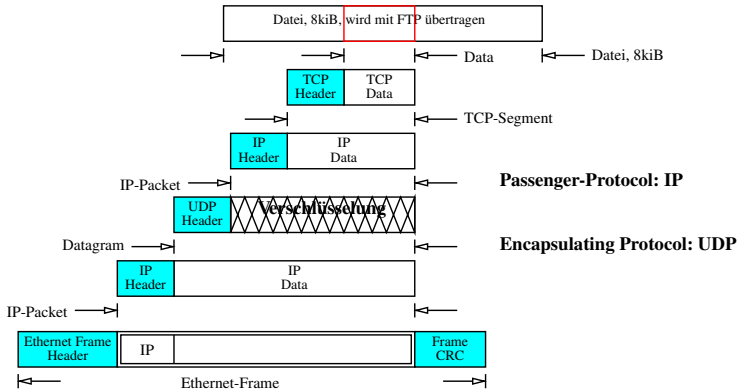 Datei, 8kiB, wird mit FTP übertragen
Data
Datei, 8kiB
TCP
Header
TCP
Data
TCP-Segment
IP
Header
IP
Data
IP-Packet
Passenger-Protocol: IP
UDP
Header
Verschlüsselung
Datagram
Encapsulating Protocol: UDP
IP
Header
IP
Data
IP-Packet
Ethernet Frame
Header
IP
Frame
CRC
Ethernet-Frame